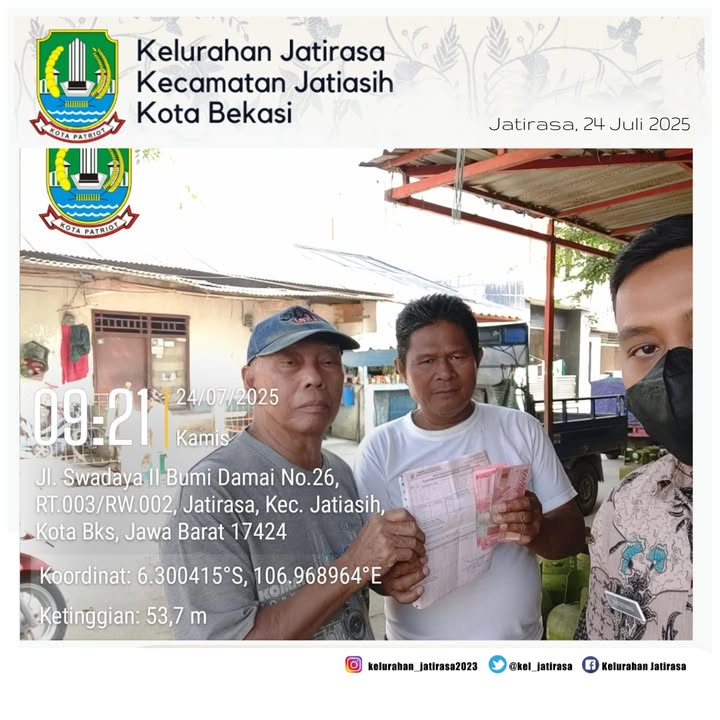 Kelurahan Jatirasa
Kecamatan Jatiasih
Kota Bekasi
KOTA PATRIOT
Jatirasa, 24 Juli 2025
KOTA PATRIOT
09:21
24/07/2025
Kamis
Jl. Swadaya II Bumi Damai No.26,
RT.003/RW.002, Jatirasa, Kec. Jatiasih,
Kota Bks, Jawa Barat 17424
Koordinat: 6.300415°S, 106.968964°E
Ketinggian: 53,7 m
kelurahan_jatirasa2023 @kel_jatirasa Kelurahan Jatirasa